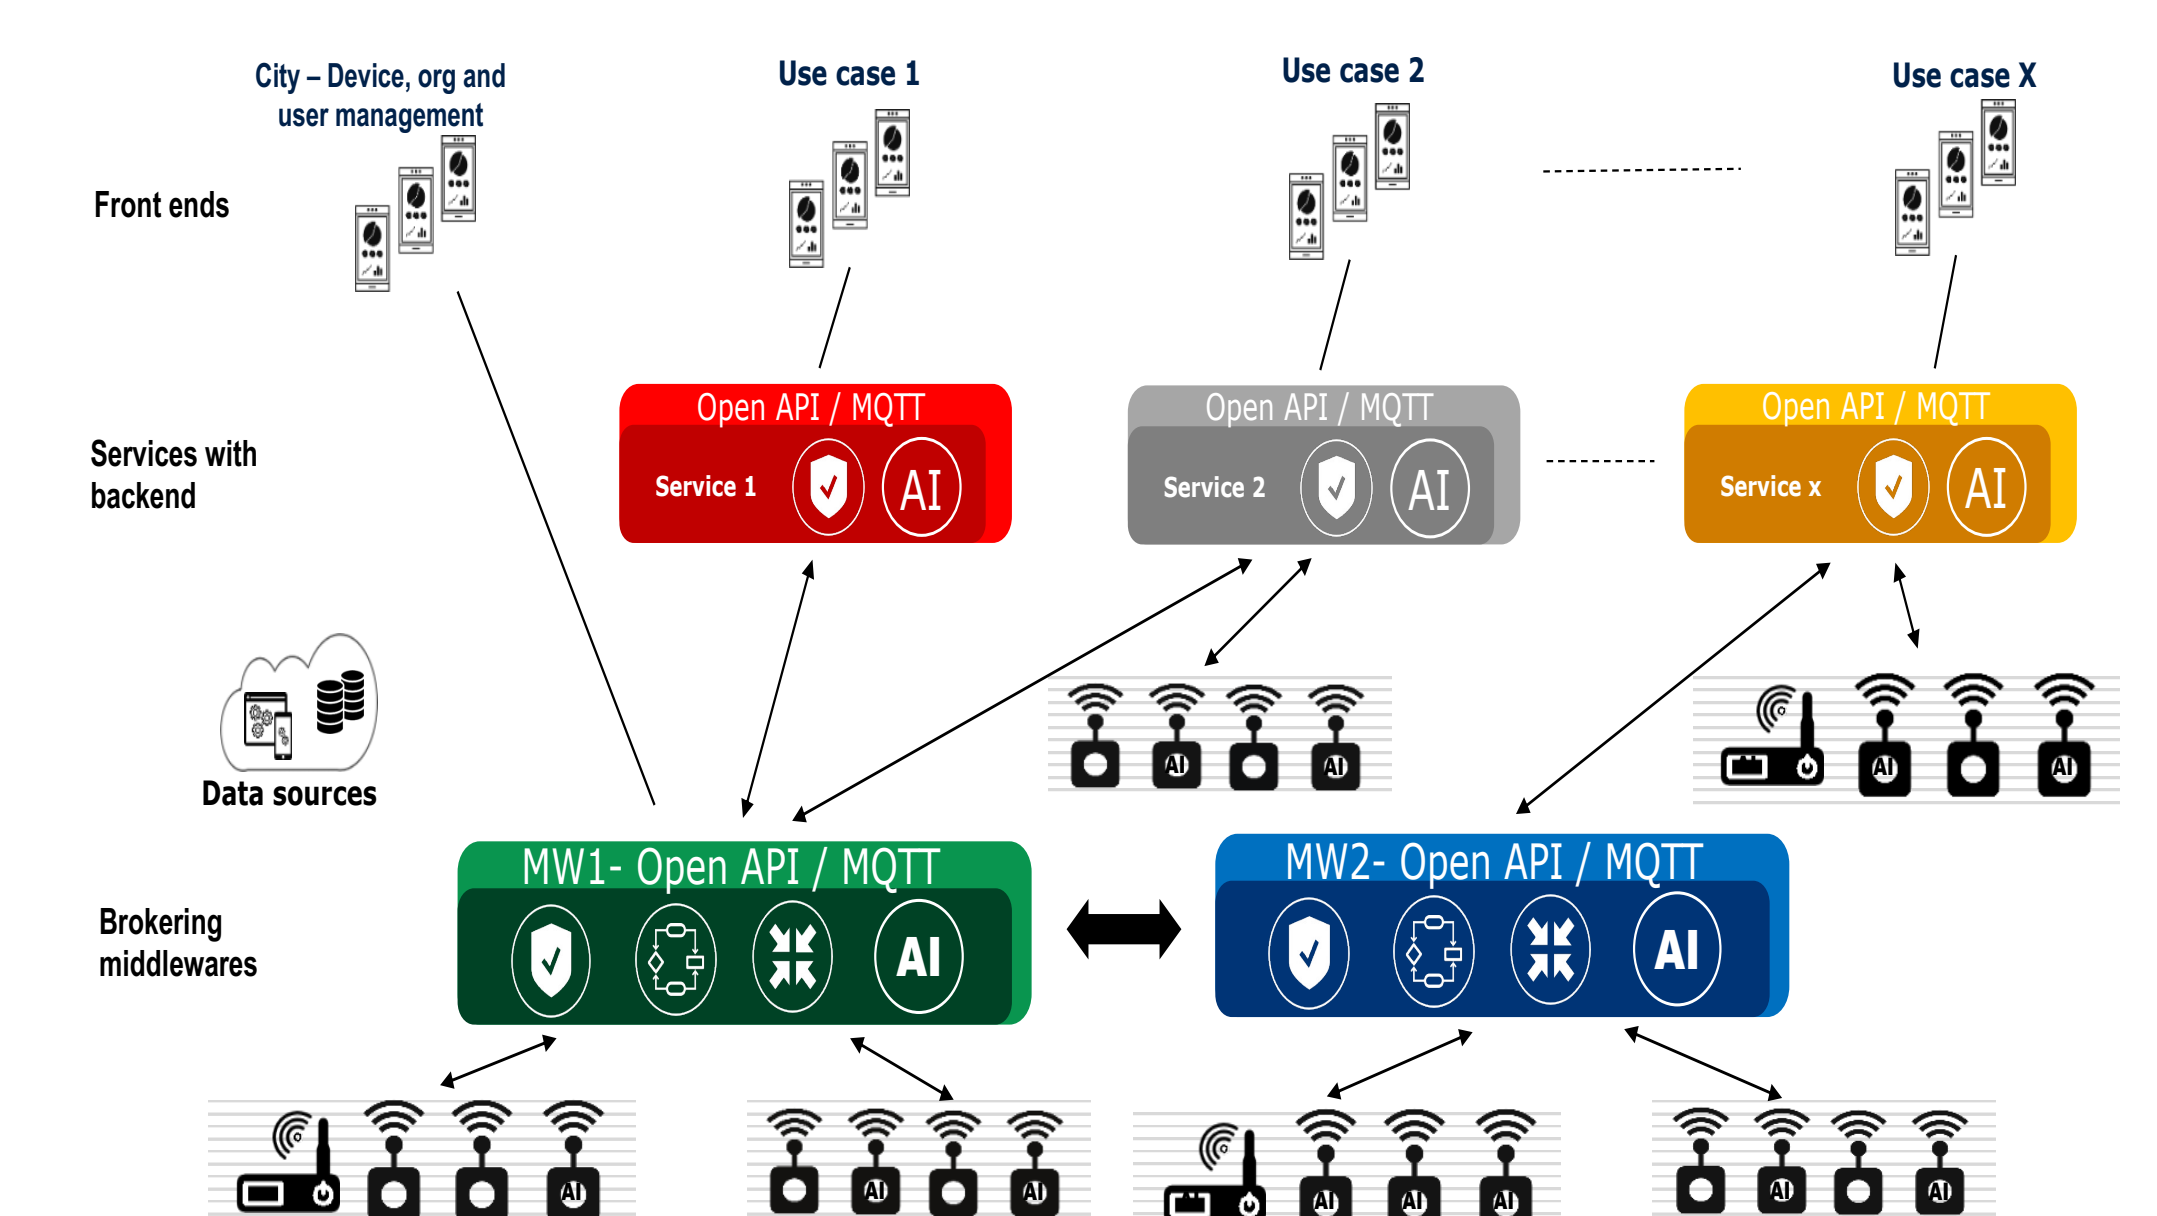 City – Device, org and
user management
Use case 1
Use case 2
Use case X
Front ends
Open API / MQTT
Open API / MQTT
Open API / MQTT
Services with
backend
Service 1
AI
Service 2
AI
Service x
AI
AI
AI
AI
AI
Data sources
MW1- Open API / MQTT
MW2- Open API / MQTT
Brokering
middlewares
AI
AI
AI
AI
AI
AI
AI
AI
AI
AI